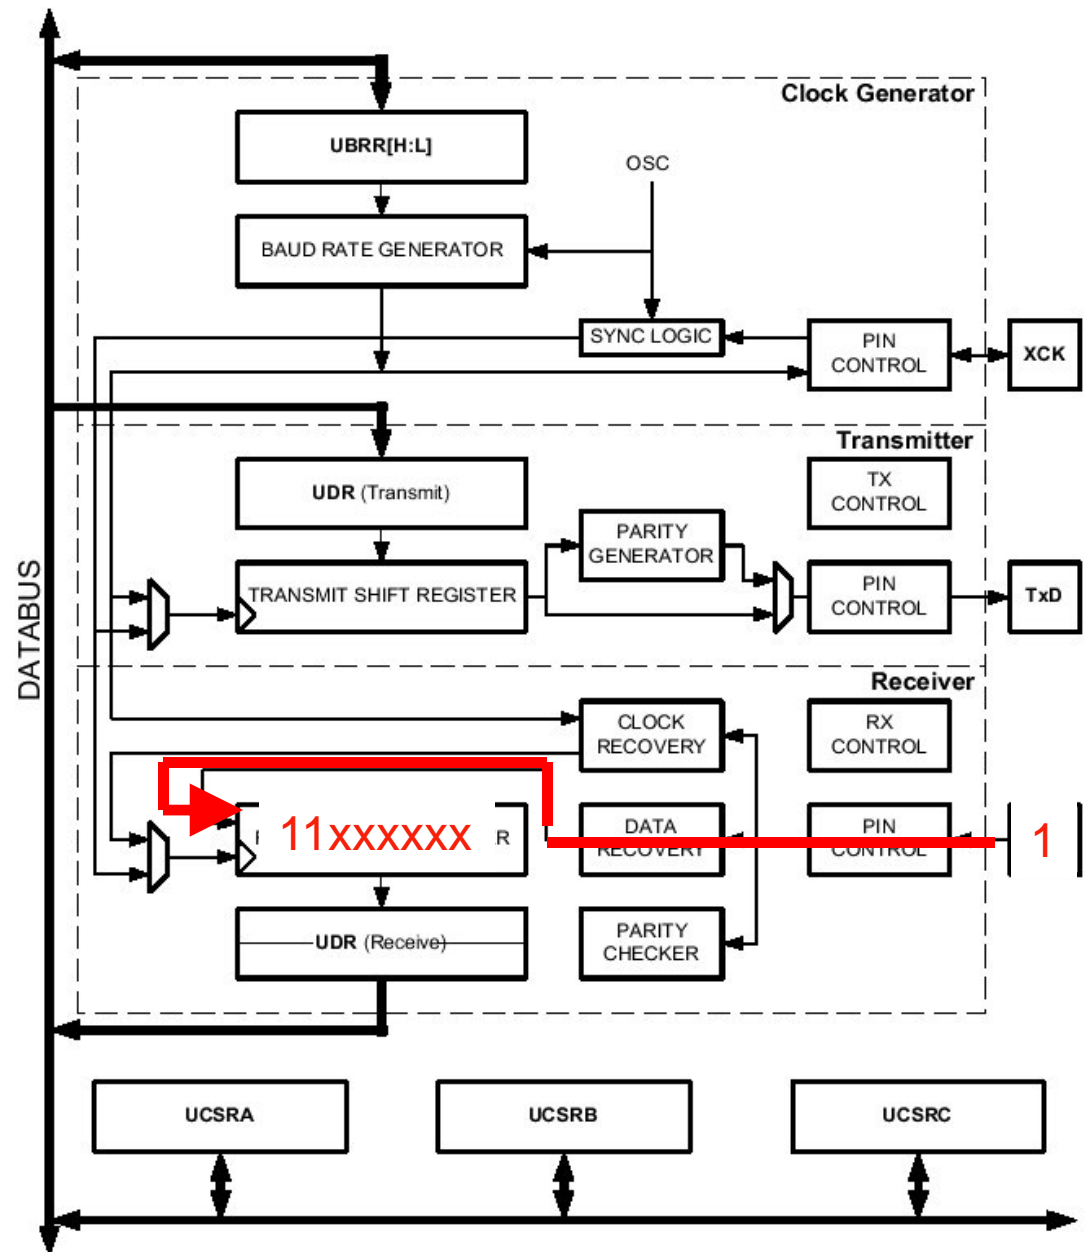 Clock Generator
UBRR[H:L]
OSC
BAUD RATE GENERATOR
SYNC LOGIC
PIN
CONTROL
XCK
Transmitter
UDR (Transmit)
TX
CONTROL
PARITY
GENERATOR
TRANSMIT SHIFT REGISTER
PIN
CONTROL
TxD
DATABUS
Receiver
CLOCK
RECOVERY
RX
CONTROL
11xxxxxx
R
DATA
RECOVERY
PIN
CONTROL
1
UDR (Receive)
PARITY
CHECKER
UCSRA
UCSRB
UCSRC